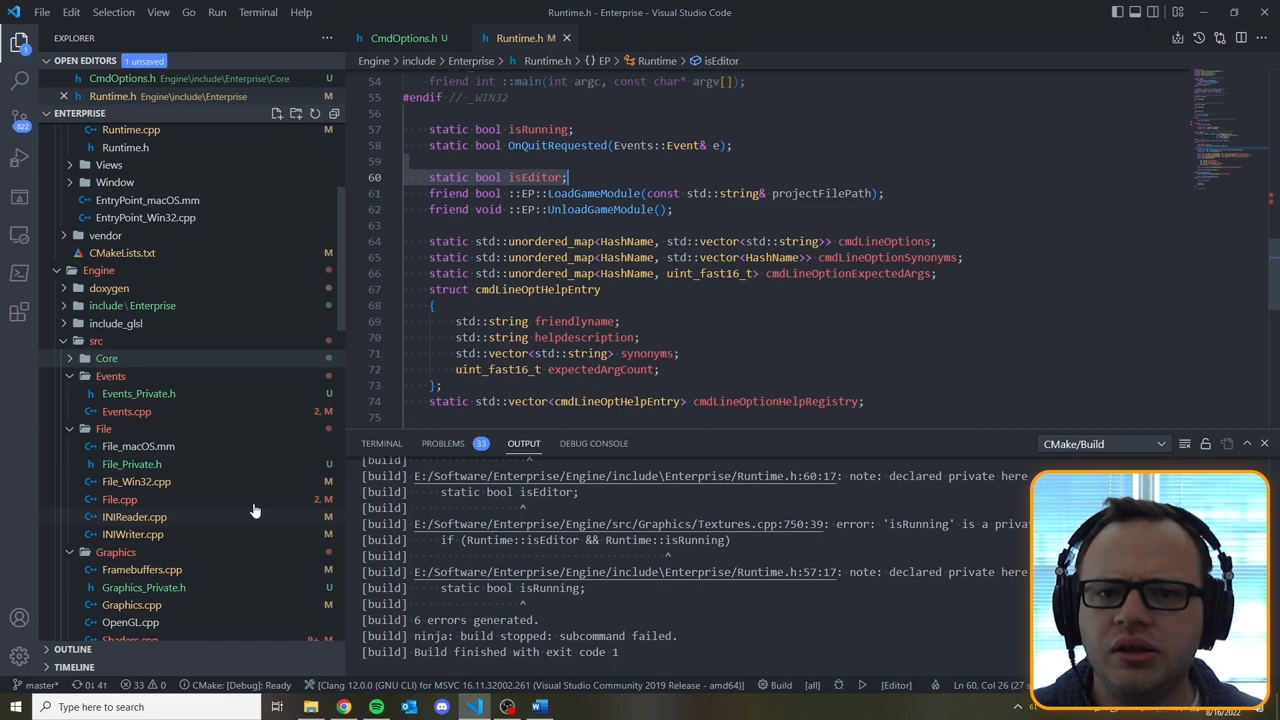 File Edit Selection View Go Run Terminal Help
Runtime.h - Enterprise - Visual Studio Code
EXPLORER
OPEN EDITORS 1 unsaved
CmdOptions.h Engine\include\Enterprise\Core U
Runtime.h Engine\include\Enterprise M
ENTERPRISE
Runtime.cpp M
Runtime.h M
Views
Window
EntryPoint_macOS.mm
EntryPoint_Win32.cpp
vendor
CMakeLists.txt M
Engine
doxygen
include\Enterprise
include_glsl
src
Core
Events
Events_Private.h U
Events.cpp 2, M
File
File_macOS.mm M
File_Private.h U
File_Win32.cpp M
File.cpp 2, M
INIReader.cpp M
INIWriter.cpp M
Graphics
Framebuffers.cpp M
Graphics_Private.h U
Graphics.cpp M
OpenGL.cpp M
Shaders.cpp 9+, M
OUTLINE
TIMELINE
822
CmdOptions.h U
Runtime.h M
Engine > include > Enterprise > Runtime.h > {} EP > Runtime > isEditor
54 friend int ::main(int argc, const char* argv[]);
55 #endif // _WIN32
56
57 static bool isRunning;
58 static bool OnQuitRequested(Events::Event& e);
59
60 static bool isEditor;
61 friend bool ::EP::LoadGameModule(const std::string& projectFilePath);
62 friend void ::EP::UnloadGameModule();
63
64 static std::unordered_map<HashName, std::vector<std::string>> cmdLineOptions;
65 static std::unordered_map<HashName, std::vector<HashName>> cmdLineOptionSynonyms;
66 static std::unordered_map<HashName, uint_fast16_t> cmdLineOptionExpectedArgs;
67 struct cmdLineOptHelpEntry
68 {
69 std::string friendlyname;
70 std::string helpdescription;
71 std::vector<std::string> synonyms;
72 uint_fast16_t expectedArgCount;
73 };
74 static std::vector<cmdLineOptHelpEntry> cmdLineOptionHelpRegistry;
75
TERMINAL PROBLEMS 33 OUTPUT DEBUG CONSOLE
CMake/Build
[build] ^
[build] E:/Software/Enterprise/Engine/include\Enterprise/Runtime.h:60:17: note: declared private here
[build] static bool isEditor;
[build] ^
[build] E:/Software/Enterprise/Engine/src/Graphics/Textures.cpp:750:39: error: 'isRunning' is a priva
[build] if (Runtime::isEditor && Runtime::isRunning)
[build] ^
[build] E:/Software/Enterprise/Engine/include\Enterprise/Runtime.h:57:17: note: declared private here
[build] static bool isRunning;
[build] ^
[build] 6 errors generated.
[build] ninja: build stopped: subcommand failed.
[build] Build finished with exit code 1
master* 0↓ 4↑ 33 0 CMake: [Debug]: Ready [Clang 12.0.0 (GNU CLI) for MSVC 16.11.32002.261 (Visual Studio Community 2019 Release - amd64)] Build [all] [Editor] Ln 60, Col 26 (27 s
Type here to search
8/16/2022